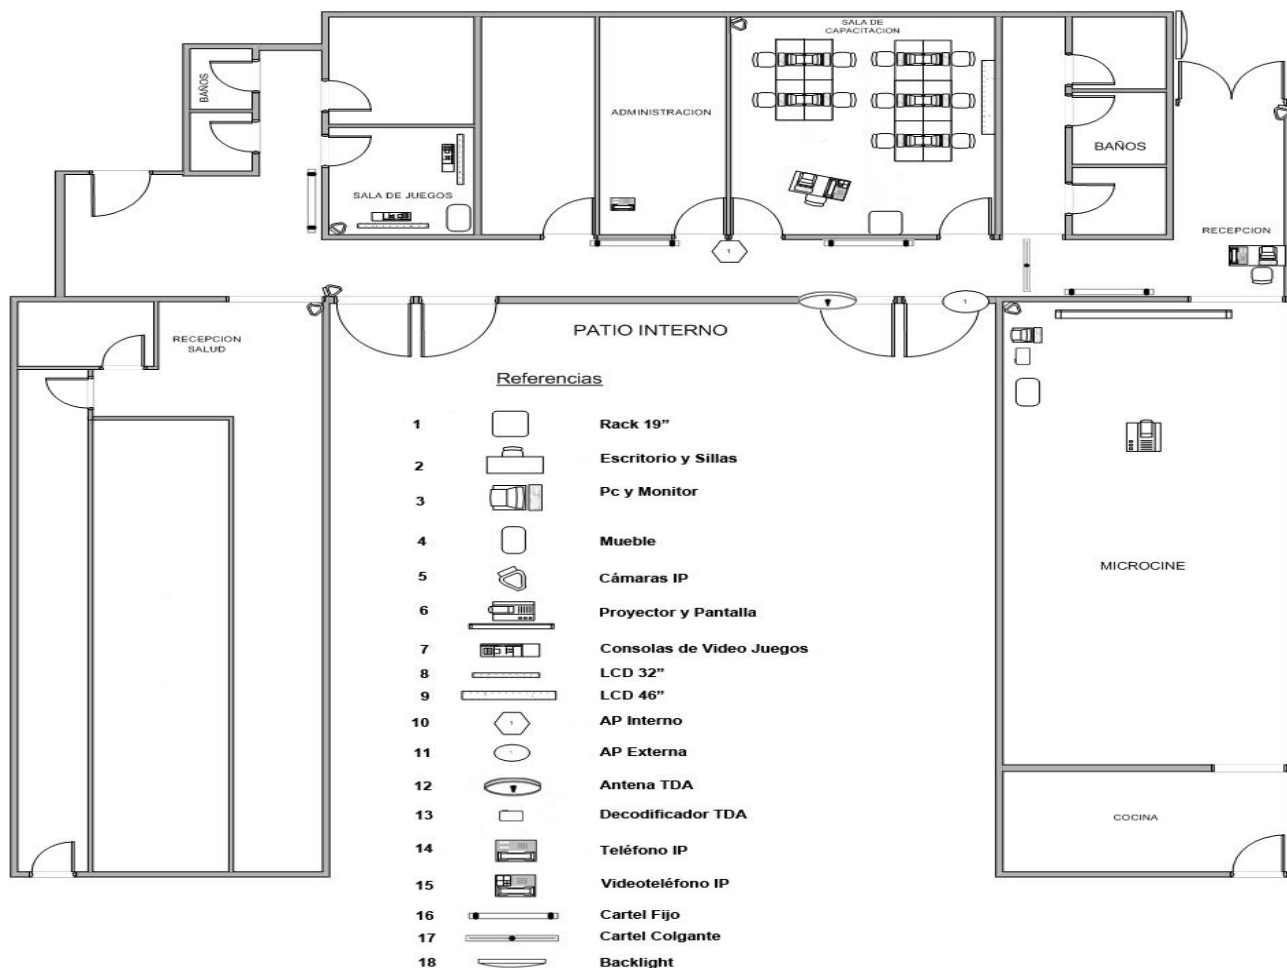 SALA DE
CAPACITACION
BAÑOS
ADMINISTRACION
BAÑOS
SALA DE JUEGOS
RECEPCION
1
1
PATIO INTERNO
RECEPCION
SALUD
Referencias
1 Rack 19”
2 Escritorio y Sillas
3 Pc y Monitor
4 Mueble
5 Cámaras IP
6 Proyector y Pantalla
7 Consolas de Video Juegos
8 LCD 32”
9 LCD 46”
10 1 AP Interno
11 1 AP Externa
12 Antena TDA
13 Decodificador TDA
14 Teléfono IP
15 Videoteléfono IP
16 Cartel Fijo
17 Cartel Colgante
18 Backlight
MICROCINE
COCINA